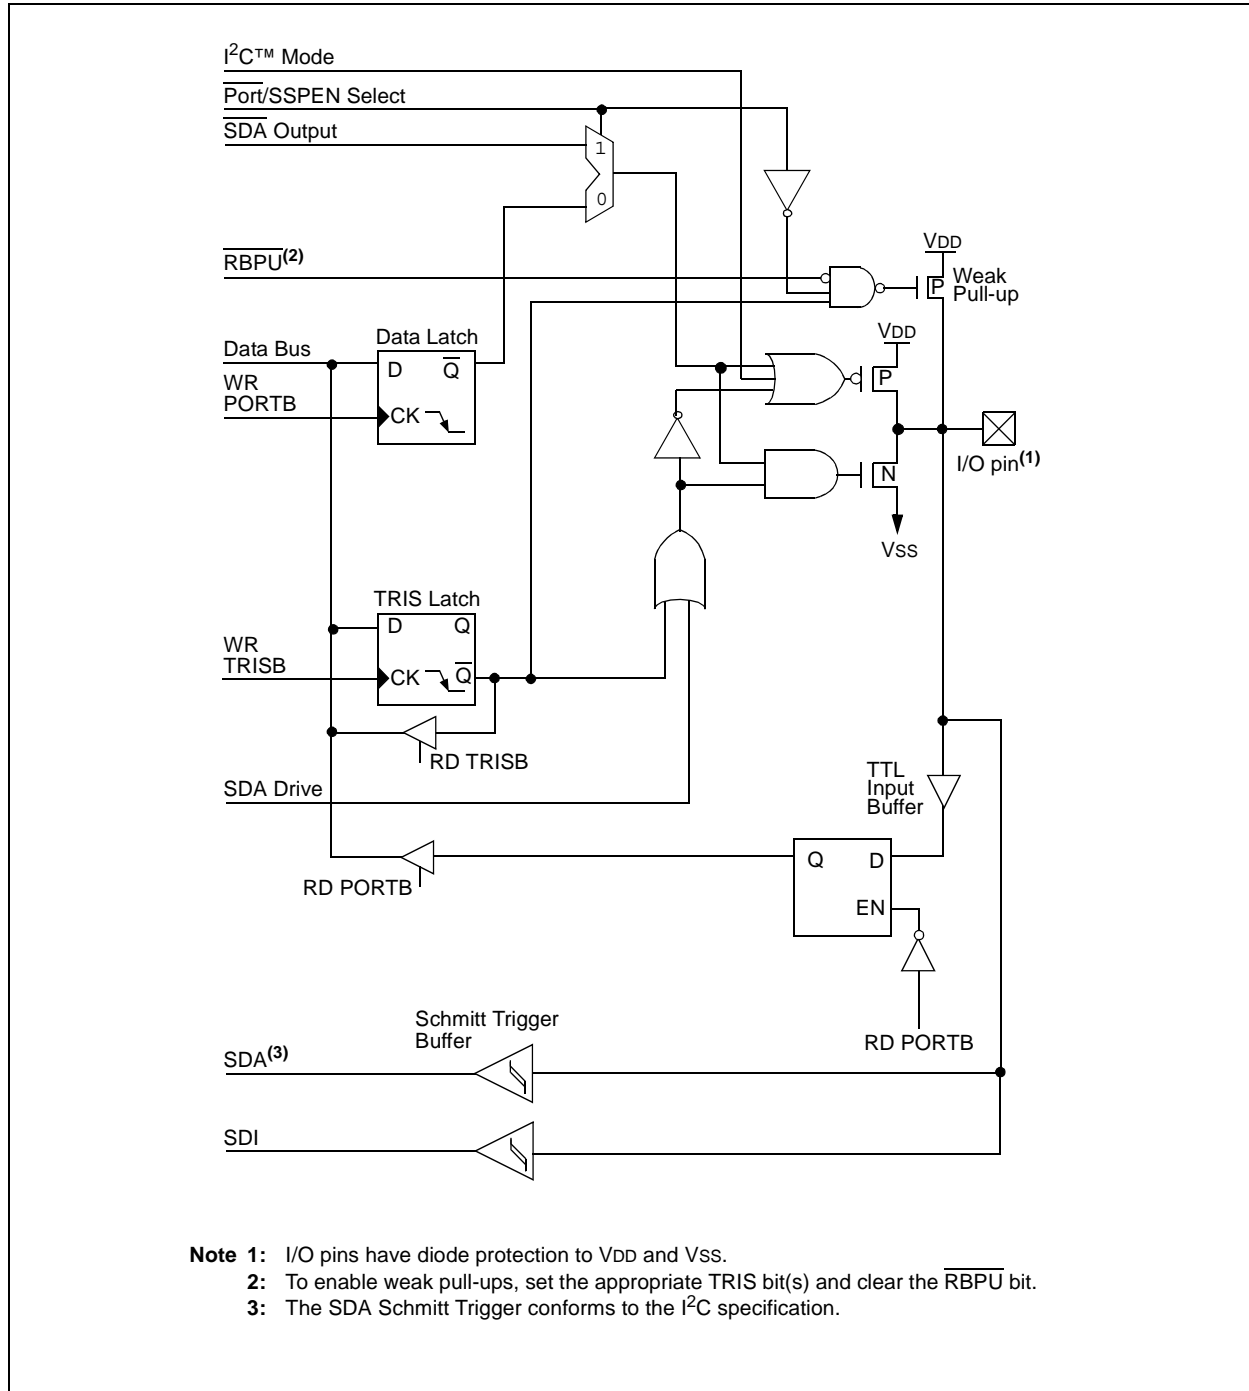 I²C™ Mode
P̅o̅r̅t̅/SSPEN Select
S̅D̅A̅ Output
1
0
R̅B̅P̅U̅(2)
VDD
P
Weak
Pull-up
Data Latch
Data Bus
D
Q̅
WR
PORTB
CK
VDD
P
I/O pin(1)
N
VSS
TRIS Latch
D
Q
WR
TRISB
CK
Q̅
RD TRISB
SDA Drive
TTL
Input
Buffer
Q
D
EN
RD PORTB
RD PORTB
Schmitt Trigger
Buffer
SDA(3)
SDI
Note 1: I/O pins have diode protection to VDD and VSS.
2: To enable weak pull-ups, set the appropriate TRIS bit(s) and clear the R̅B̅P̅U̅ bit.
3: The SDA Schmitt Trigger conforms to the I²C specification.